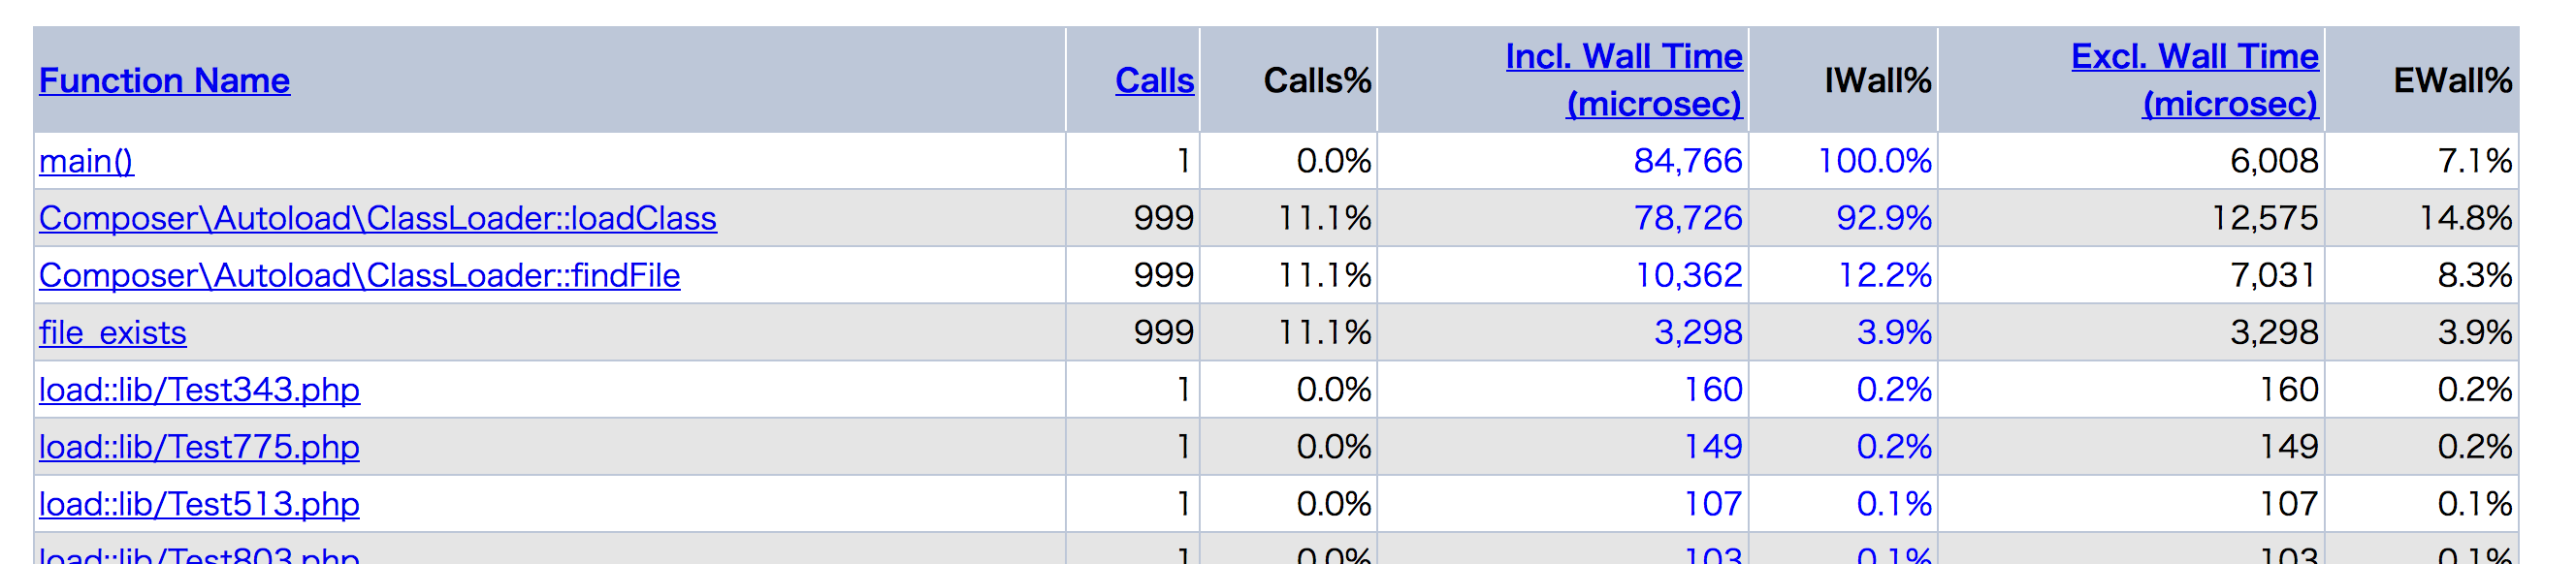 Function Name Calls Calls% Incl. Wall Time (microsec) IWall% Excl. Wall Time (microsec) EWall%
main() 1 0.0% 84,766 100.0% 6,008 7.1%
Composer\Autoload\ClassLoader::loadClass 999 11.1% 78,726 92.9% 12,575 14.8%
Composer\Autoload\ClassLoader::findFile 999 11.1% 10,362 12.2% 7,031 8.3%
file_exists 999 11.1% 3,298 3.9% 3,298 3.9%
load::lib/Test343.php 1 0.0% 160 0.2% 160 0.2%
load::lib/Test775.php 1 0.0% 149 0.2% 149 0.2%
load::lib/Test513.php 1 0.0% 107 0.1% 107 0.1%
load::lib/Test803.php 1 0.0% 103 0.1% 103 0.1%